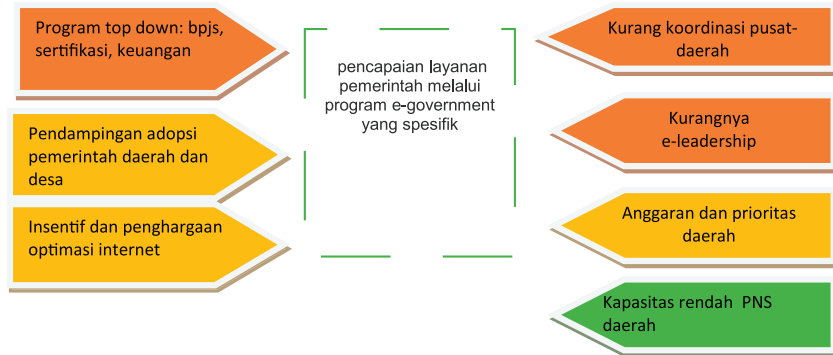 Program top down: bpjs,
sertifikasi, keuangan
Pendampingan adopsi
pemerintah daerah dan
desa
Insentif dan penghargaan
optimasi internet
pencapaian layanan
pemerintah melalui
program e-government
yang spesifik
Kurang koordinasi pusat-
daerah
Kurangnya
e-leadership
Anggaran dan prioritas
daerah
Kapasitas rendah PNS
daerah